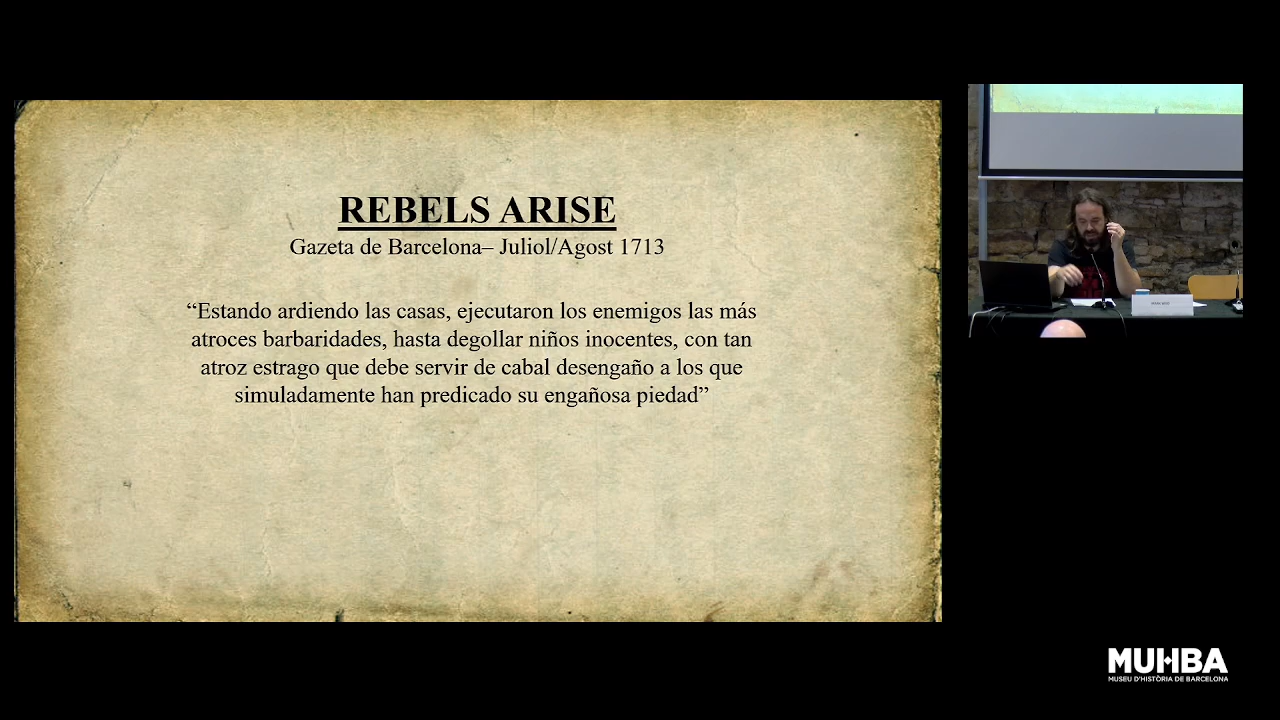 REBELS ARISE
Gazeta de Barcelona– Juliol/Agost 1713
“Estando ardiendo las casas, ejecutaron los enemigos las más
atroces barbaridades, hasta degollar niños inocentes, con tan
atroz estrago que debe servir de cabal desengaño a los que
simuladamente han predicado su engañosa piedad”
MUHBA
MUSEU D'HISTÒRIA DE BARCELONA